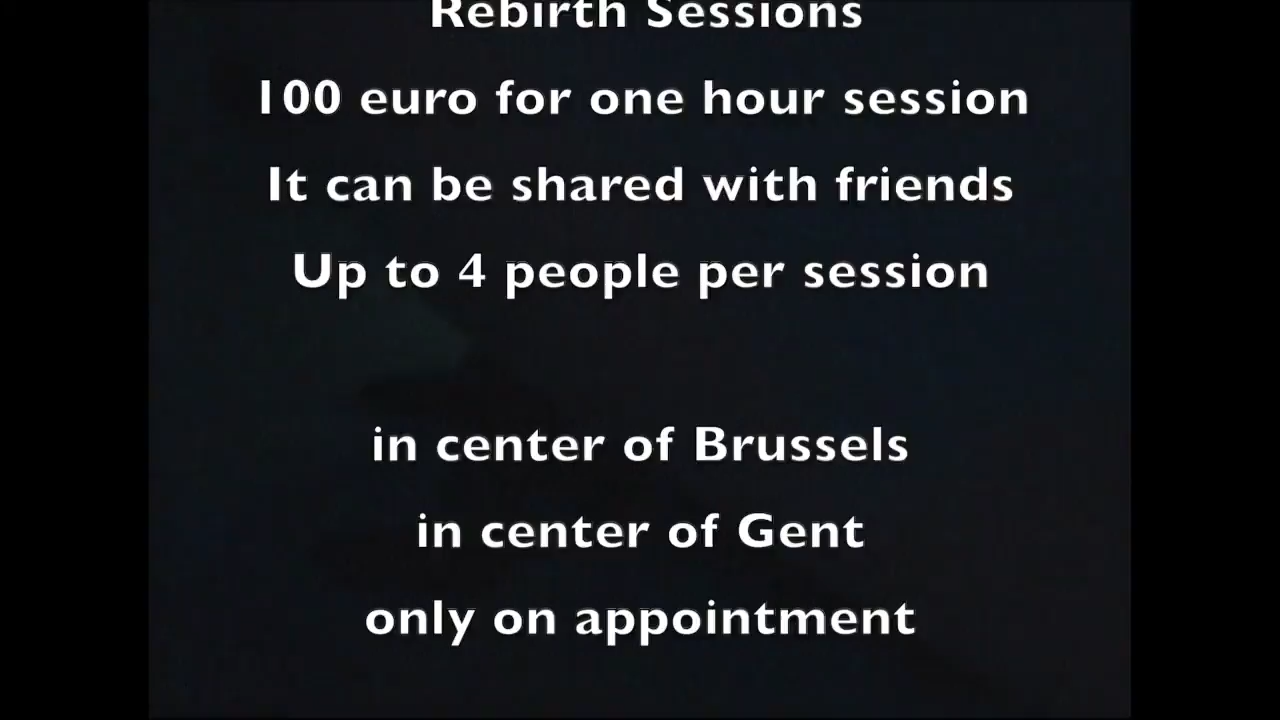 Rebirth Sessions
100 euro for one hour session
It can be shared with friends
Up to 4 people per session
in center of Brussels
in center of Gent
only on appointment